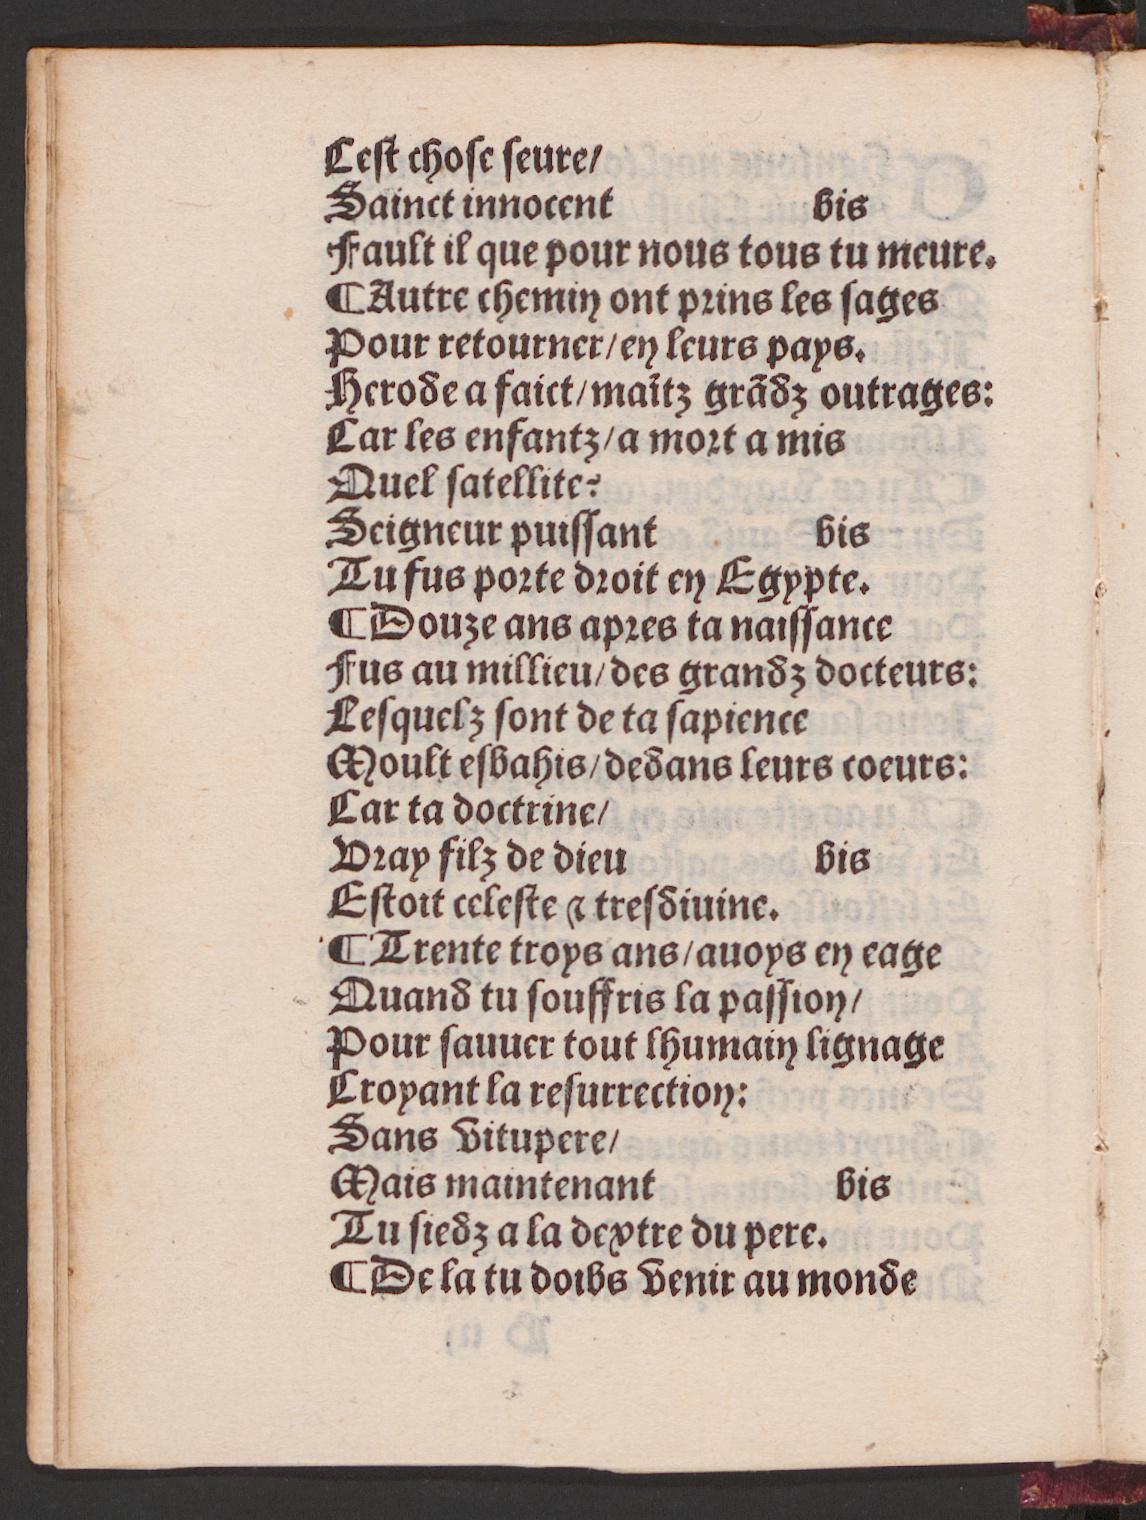 Cest chose seure/
Sainct innocent bis
Fault il que pour nous tous tu meure.
¶Autre chemin ont prins les sages
Pour retourner/en leurs pays.
Herode a faict/maĩtz grãdz outrages:
Car les enfantz/a mort a mis
Quel satellite?
Seigneur puissant bis
Tu fus porte droit en Egypte.
¶Douze ans apres ta naissance
Fus au millieu/des grandz docteurs:
Lesquelz sont de ta sapience
Moult esbahis/dedans leurs coeurs:
Car ta doctrine/
Vray filz de dieu bis
Estoit celeste ⁊ tresdiuine.
¶Trente troys ans/auoys en eage
Quand tu souffris la passion/
Pour sauuer tout lhumain lignage
Croyant la resurrection:
Sans vitupere/
Mais maintenant bis
Tu siedz a la dextre du pere.
¶De la tu doibs venir au monde